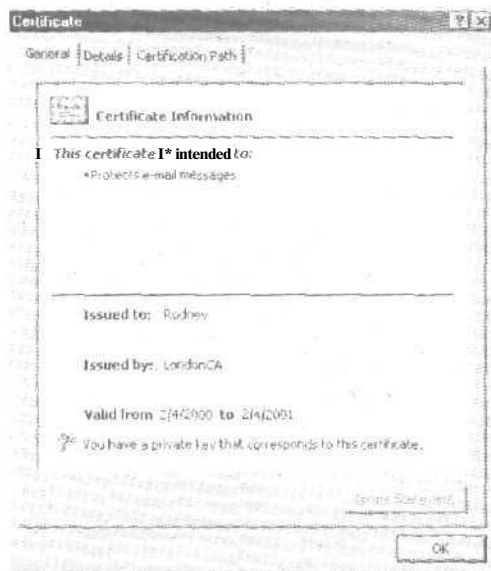 Certificate
? X
General Details Certification Path
Certificate Information
I This certificate I* intended to:
•Protects e-mail messages
Issued to: Rodney
Issued by: LondonCA
Valid from 2/4/2000 to 2/4/2001
You have a private key that corresponds to this certificate.
OK